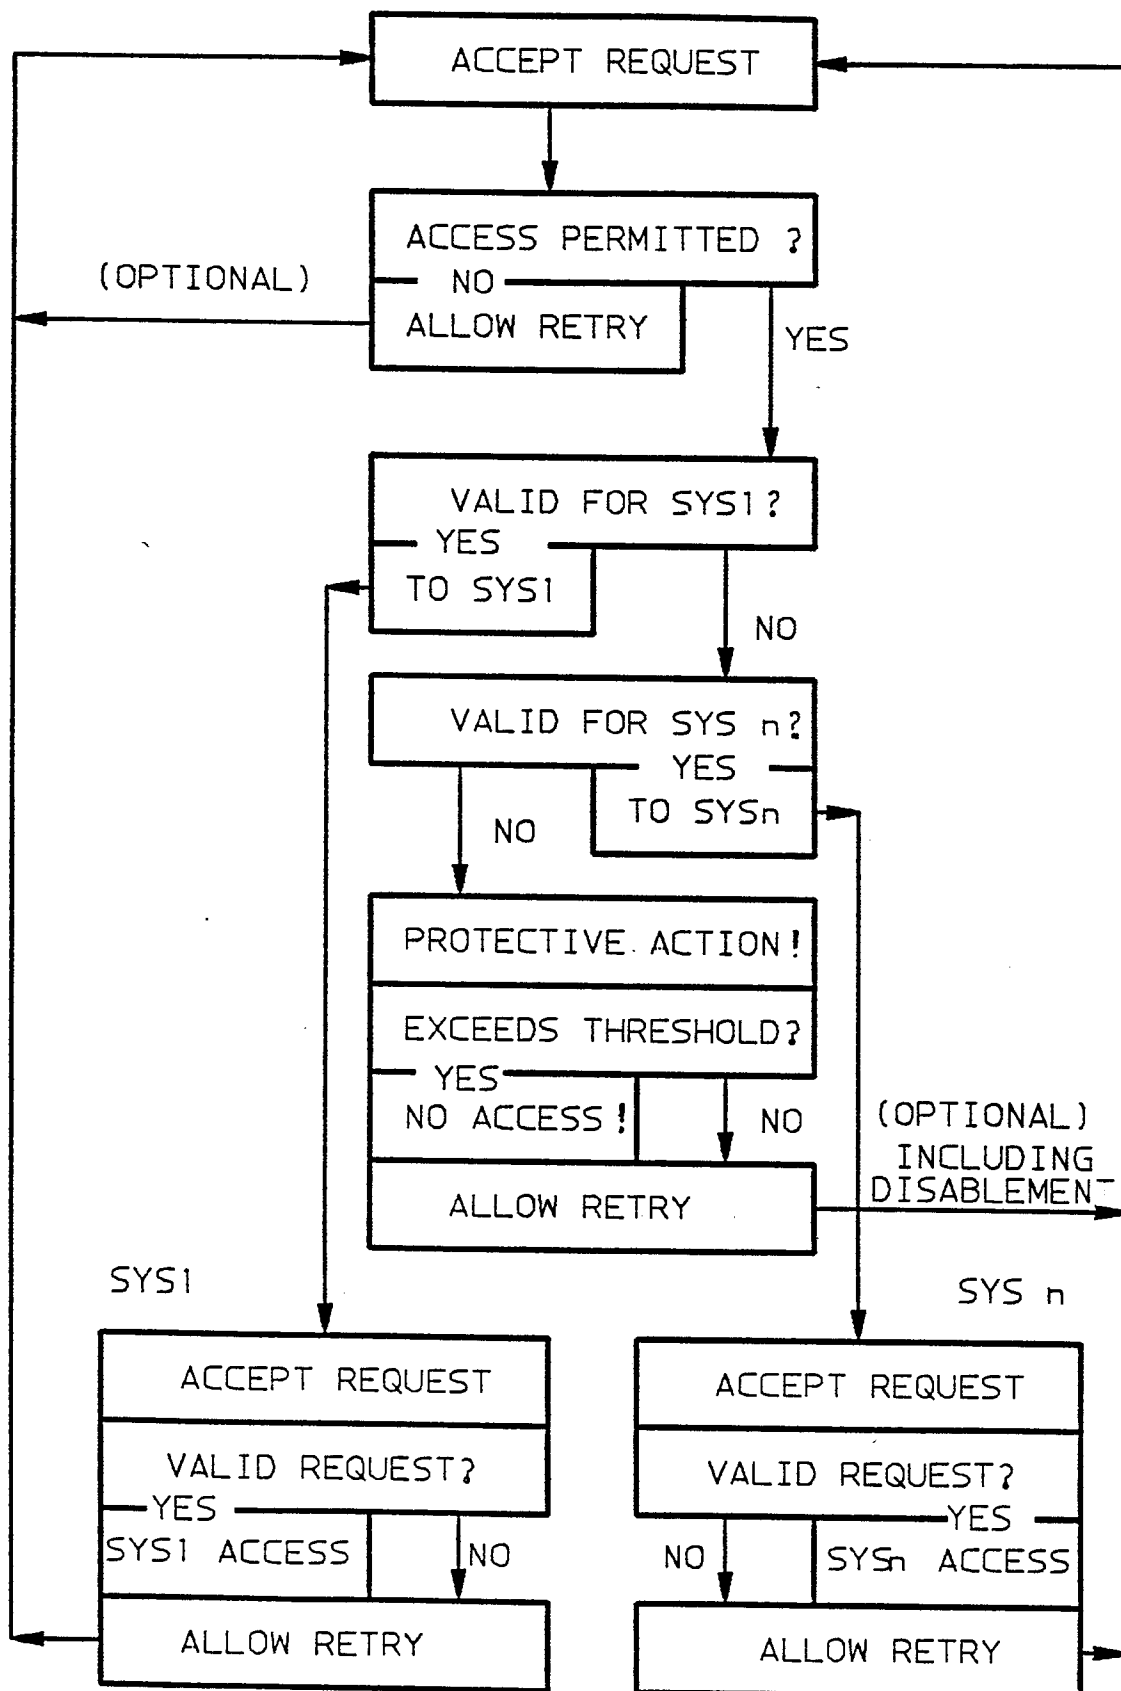 ACCEPT REQUEST
ACCESS PERMITTED ?
(OPTIONAL)
NO
ALLOW RETRY
YES
VALID FOR SYS1?
YES
TO SYS1
NO
VALID FOR SYS n?
YES
TO SYSn
NO
PROTECTIVE ACTION!
EXCEEDS THRESHOLD?
YES
NO ACCESS!
NO
(OPTIONAL)
INCLUDING
DISABLEMENT
ALLOW RETRY
SYS1
SYS n
ACCEPT REQUEST
ACCEPT REQUEST
VALID REQUEST?
VALID REQUEST?
YES
YES
SYS1 ACCESS
NO
NO
SYSn ACCESS
ALLOW RETRY
ALLOW RETRY